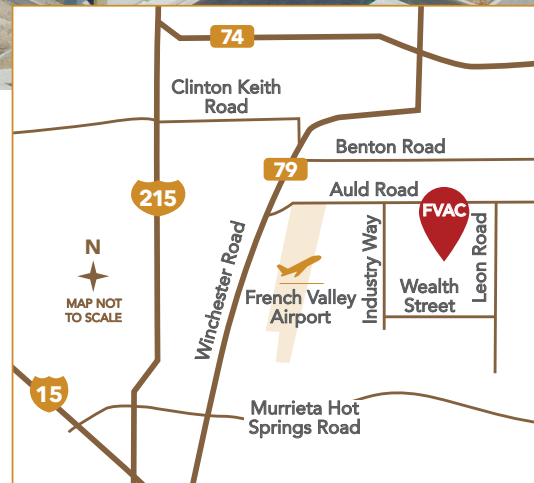 74
Clinton Keith
Road
Benton Road
79
Auld Road
215
FVAC
Winchester Road
Industry Way
Leon Road
N
MAP NOT
TO SCALE
French Valley
Airport
Wealth
Street
15
Murrieta Hot
Springs Road